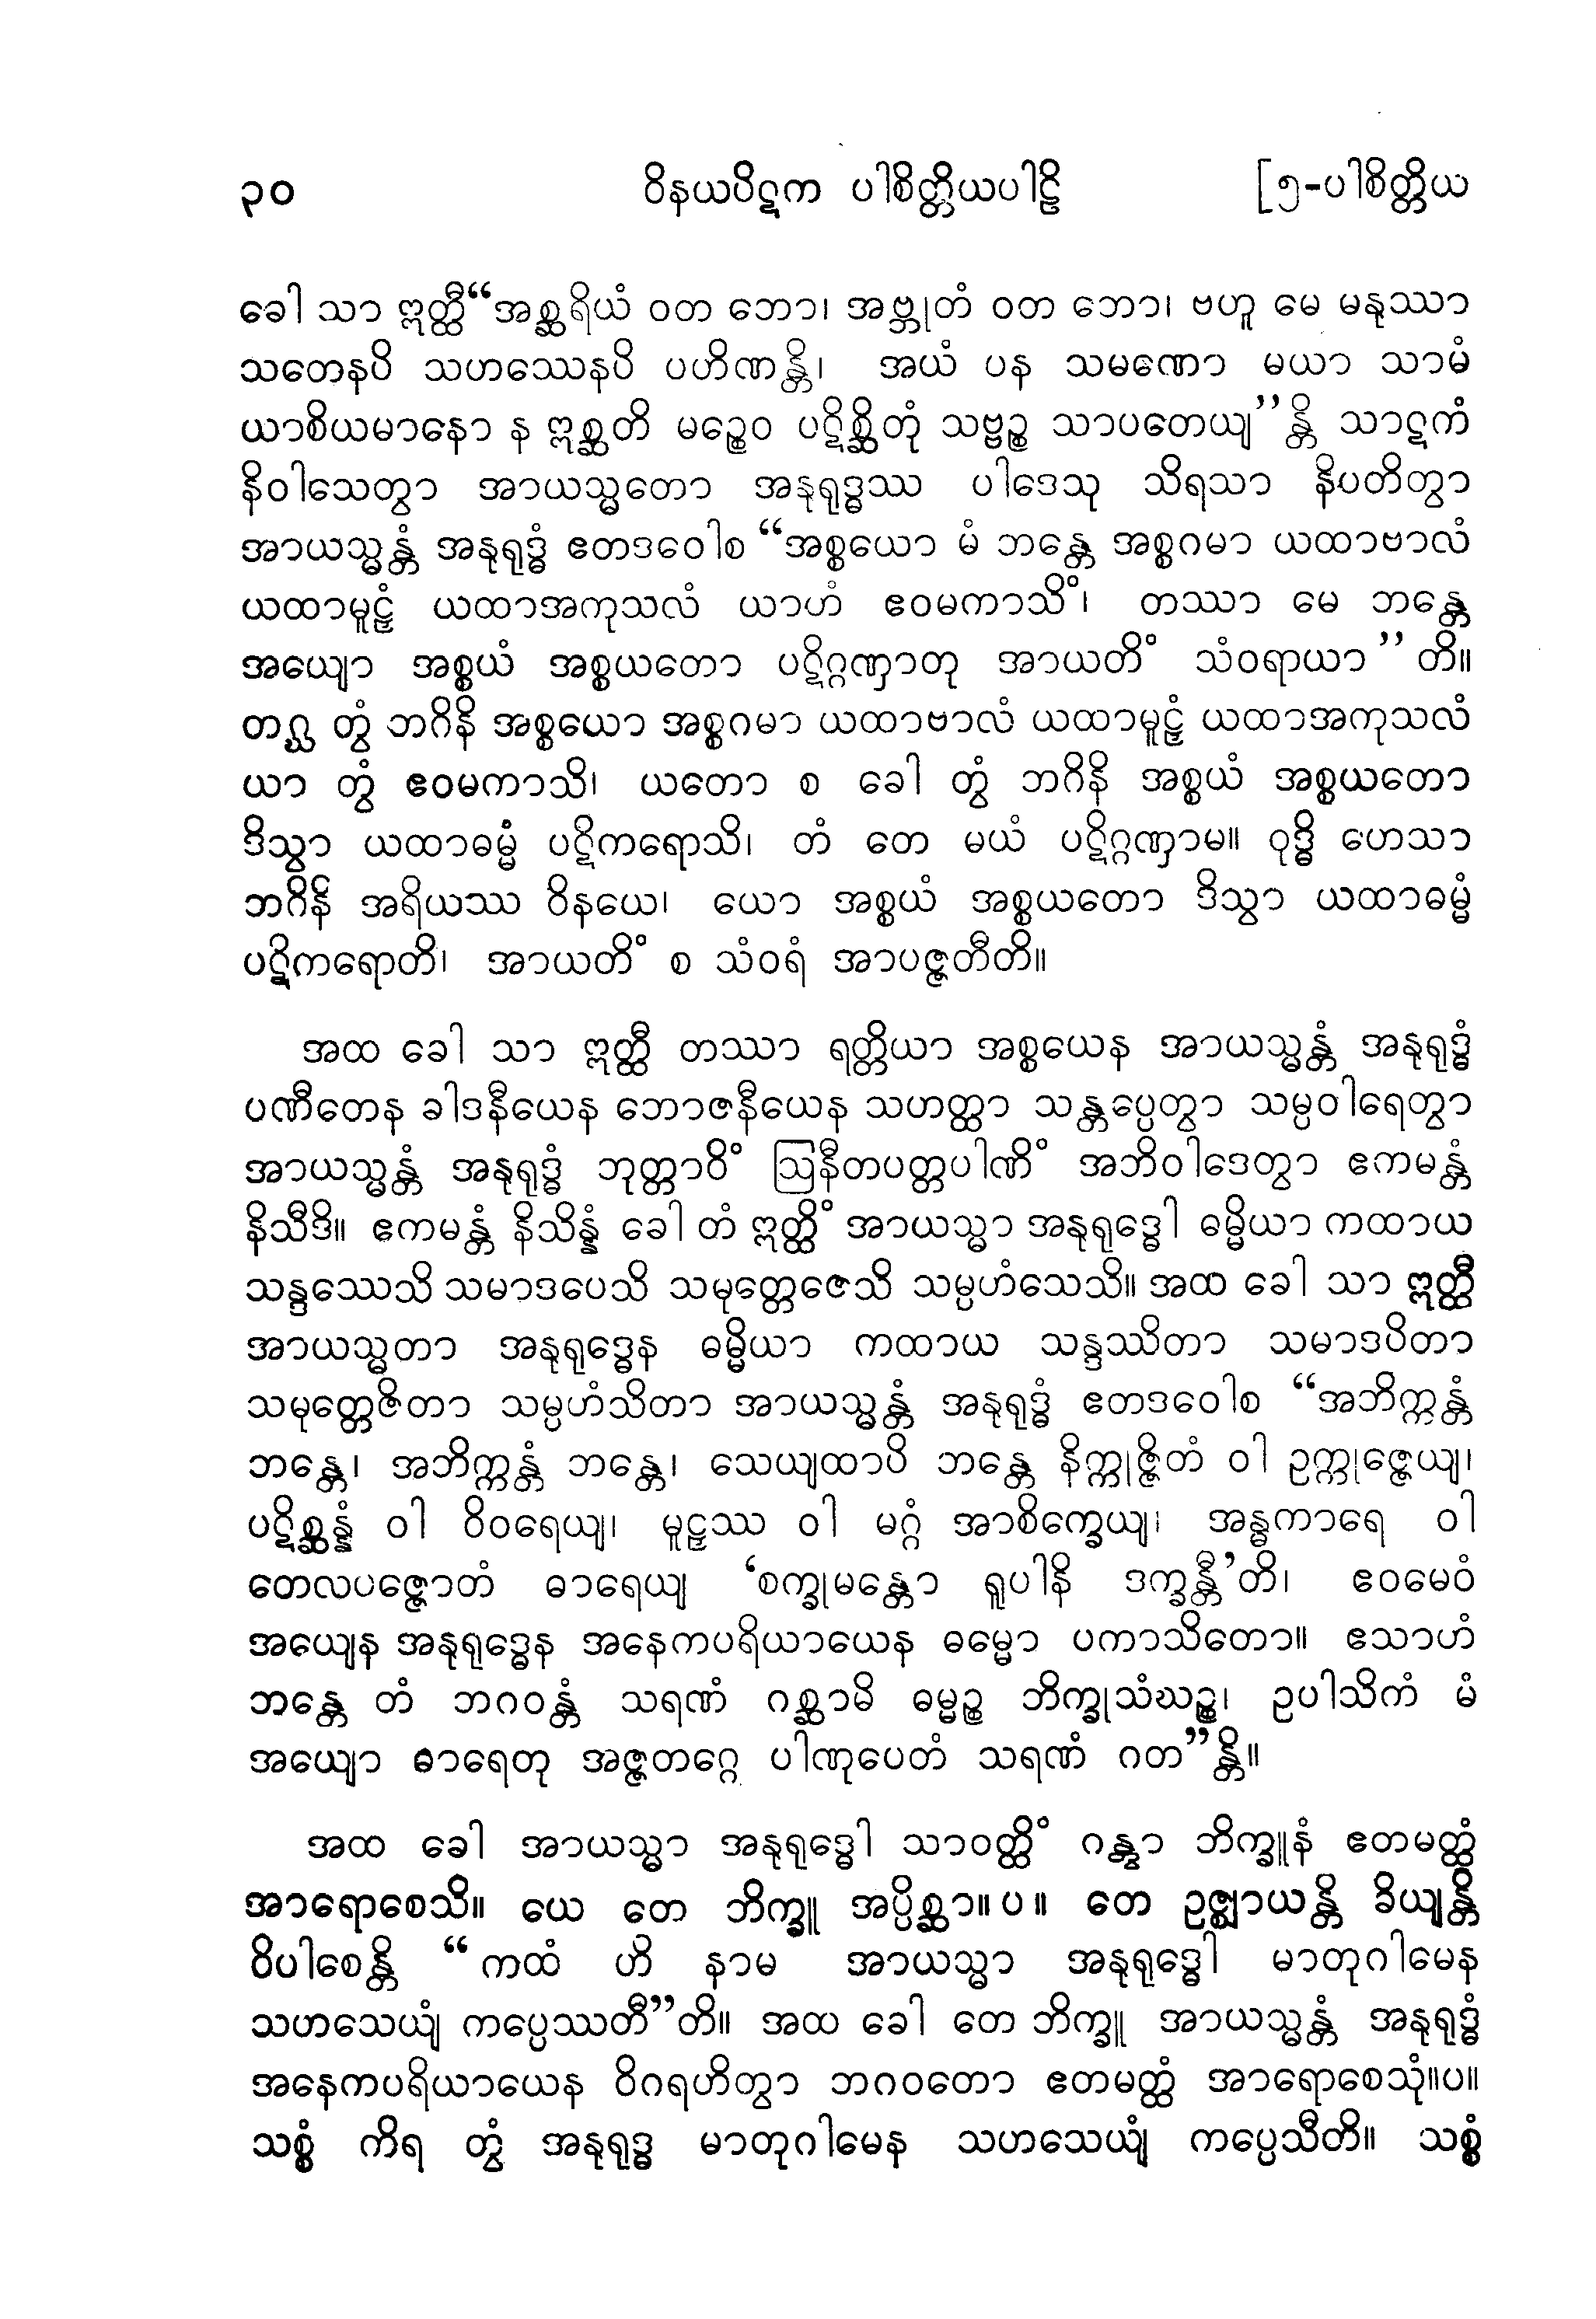 ၃၀ ဝိနယပိဋက ပါစိတ္တိယပါဠိ [၅-ပါစိတ္တိယ
ခေါ သာ ဣတ္ထီ “အစ္ဆရိယံ ဝတ ဘော၊ အဗ္ဘုတံ ဝတ ဘော၊ ဗဟူ မေ မနုဿာ
သတေနပိ သဟဿေနပိ ပဟိဏန္တိ၊ အယံ ပန သမဏော မယာ သာမံ
ယာစိယမာနော န ဣစ္ဆတိ မဉ္စေဝ ပဋိစ္ဆိတုံ သဗ္ဗဉ္စ သာပတေယျ”န္တိ သာဋကံ
နိဝါသေတွာ အာယသ္မတော အနုရုဒ္ဓဿ ပါဒေသု သိရသာ နိပတိတွာ
အာယသ္မန္တံ အနုရုဒ္ဓံ ဧတဒဝေါစ “အစ္စယော မံ ဘန္တေ အစ္စဂမာ ယထာဗာလံ
ယထာမူဠှံ ယထာအကုသလံ ယာဟံ ဧဝမကာသိံ၊ တဿာ မေ ဘန္တေ
အယျော အစ္စယံ အစ္စယတော ပဋိဂ္ဂဏှာတု အာယတိံ သံဝရာယာ” တိ။
တဂ္ဃ တွံ ဘဂိနိ အစ္စယော အစ္စဂမာ ယထာဗာလံ ယထာမူဠှံ ယထာအကုသလံ
ယာ တွံ ဧဝမကာသိ၊ ယတော စ ခေါ တွံ ဘဂိနိ အစ္စယံ အစ္စယတော
ဒိသွာ ယထာဓမ္မံ ပဋိကရောသိ၊ တံ တေ မယံ ပဋိဂ္ဂဏှာမ။ ဝုဒ္ဓိ ဟေသာ
ဘဂိနိ အရိယဿ ဝိနယေ၊ ယော အစ္စယံ အစ္စယတော ဒိသွာ ယထာဓမ္မံ
ပဋိကရောတိ၊ အာယတိံ စ သံဝရံ အာပဇ္ဇတီတိ။
အထ ခေါ သာ ဣတ္ထီ တဿာ ရတ္တိယာ အစ္စယေန အာယသ္မန္တံ အနုရုဒ္ဓံ
ပဏီတေန ခါဒနီယေန ဘောဇနီယေန သဟတ္ထာ သန္တပ္ပေတွာ သမ္ပဝါရေတွာ
အာယသ္မန္တံ အနုရုဒ္ဓံ ဘုတ္တာဝိံ ဩနီတပတ္တပါဏိံ အဘိဝါဒေတွာ ဧကမန္တံ
နိသီဒိ။ ဧကမန္တံ နိသိန္နံ ခေါ တံ ဣတ္ထိံ အာယသ္မာ အနုရုဒ္ဓေါ ဓမ္မိယာ ကထာယ
သန္ဒဿေသိ သမာဒပေသိ သမုတ္တေဇေသိ သမ္ပဟံသေသိ။ အထ ခေါ သာ ဣတ္ထီ
အာယသ္မတာ အနုရုဒ္ဓေန ဓမ္မိယာ ကထာယ သန္ဒဿိတာ သမာဒပိတာ
သမုတ္တေဇိတာ သမ္ပဟံသိတာ အာယသ္မန္တံ အနုရုဒ္ဓံ ဧတဒဝေါစ “အဘိက္ကန္တံ
ဘန္တေ၊ အဘိက္ကန္တံ ဘန္တေ၊ သေယျထာပိ ဘန္တေ နိက္ကုဇ္ဇိတံ ဝါ ဥက္ကုဇ္ဇေယျ၊
ပဋိစ္ဆန္နံ ဝါ ဝိဝရေယျ၊ မူဠှဿ ဝါ မဂ္ဂံ အာစိက္ခေယျ၊ အန္ဓကာရေ ဝါ
တေလပဇ္ဇောတံ ဓာရေယျ ‘စက္ခုမန္တော ရူပါနိ ဒက္ခန္တီ’တိ၊ ဧဝမေဝံ
အယျေန အနုရုဒ္ဓေန အနေကပရိယာယေန ဓမ္မော ပကာသိတော။ ဧသာဟံ
ဘန္တေ တံ ဘဂဝန္တံ သရဏံ ဂစ္ဆာမိ ဓမ္မဉ္စ ဘိက္ခုသံဃဉ္စ၊ ဥပါသိကံ မံ
အယျော ဓာရေတု အဇ္ဇတဂ္ဂေ ပါဏုပေတံ သရဏံ ဂတ”န္တိ။
အထ ခေါ အာယသ္မာ အနုရုဒ္ဓေါ သာဝတ္ထိံ ဂန္တွာ ဘိက္ခူနံ ဧတမတ္ထံ
အာရောစေသိ။ ယေ တေ ဘိက္ခူ အပ္ပိစ္ဆာ။ပ။ တေ ဥဇ္ဈာယန္တိ ခိယျန္တိ
ဝိပါစေန္တိ “ကထံ ဟိ နာမ အာယသ္မာ အနုရုဒ္ဓေါ မာတုဂါမေန
သဟသေယျံ ကပ္ပေဿတီ”တိ။ အထ ခေါ တေ ဘိက္ခူ အာယသ္မန္တံ အနုရုဒ္ဓံ
အနေကပရိယာယေန ဝိဂရဟိတွာ ဘဂဝတော ဧတမတ္ထံ အာရောစေသုံ။ပ။
သစ္စံ ကိရ တွံ အနုရုဒ္ဓ မာတုဂါမေန သဟသေယျံ ကပ္ပေသီတိ။ သစ္စံ